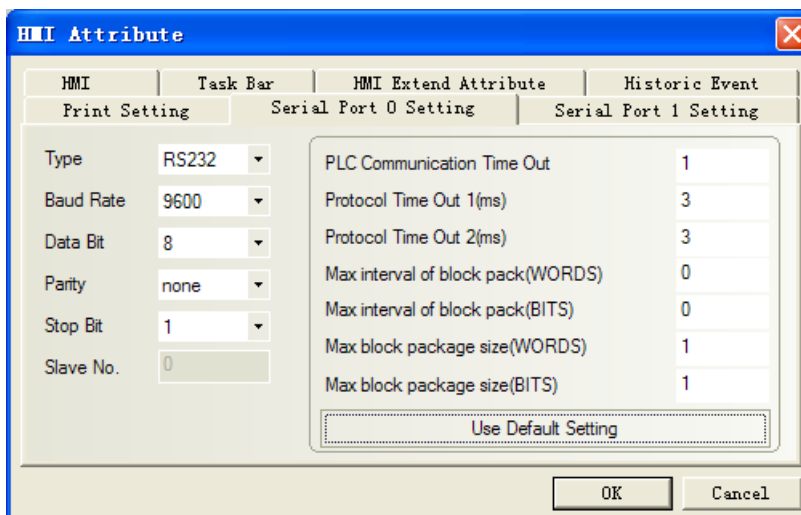 HMI Attribute
HMI Task Bar HMI Extend Attribute Historic Event
Print Setting Serial Port 0 Setting Serial Port 1 Setting
Type RS232
Baud Rate 9600
Data Bit 8
Parity none
Stop Bit 1
Slave No. 0
PLC Communication Time Out 1
Protocol Time Out 1(ms) 3
Protocol Time Out 2(ms) 3
Max interval of block pack(WORDS) 0
Max interval of block pack(BITS) 0
Max block package size(WORDS) 1
Max block package size(BITS) 1
Use Default Setting
OK Cancel